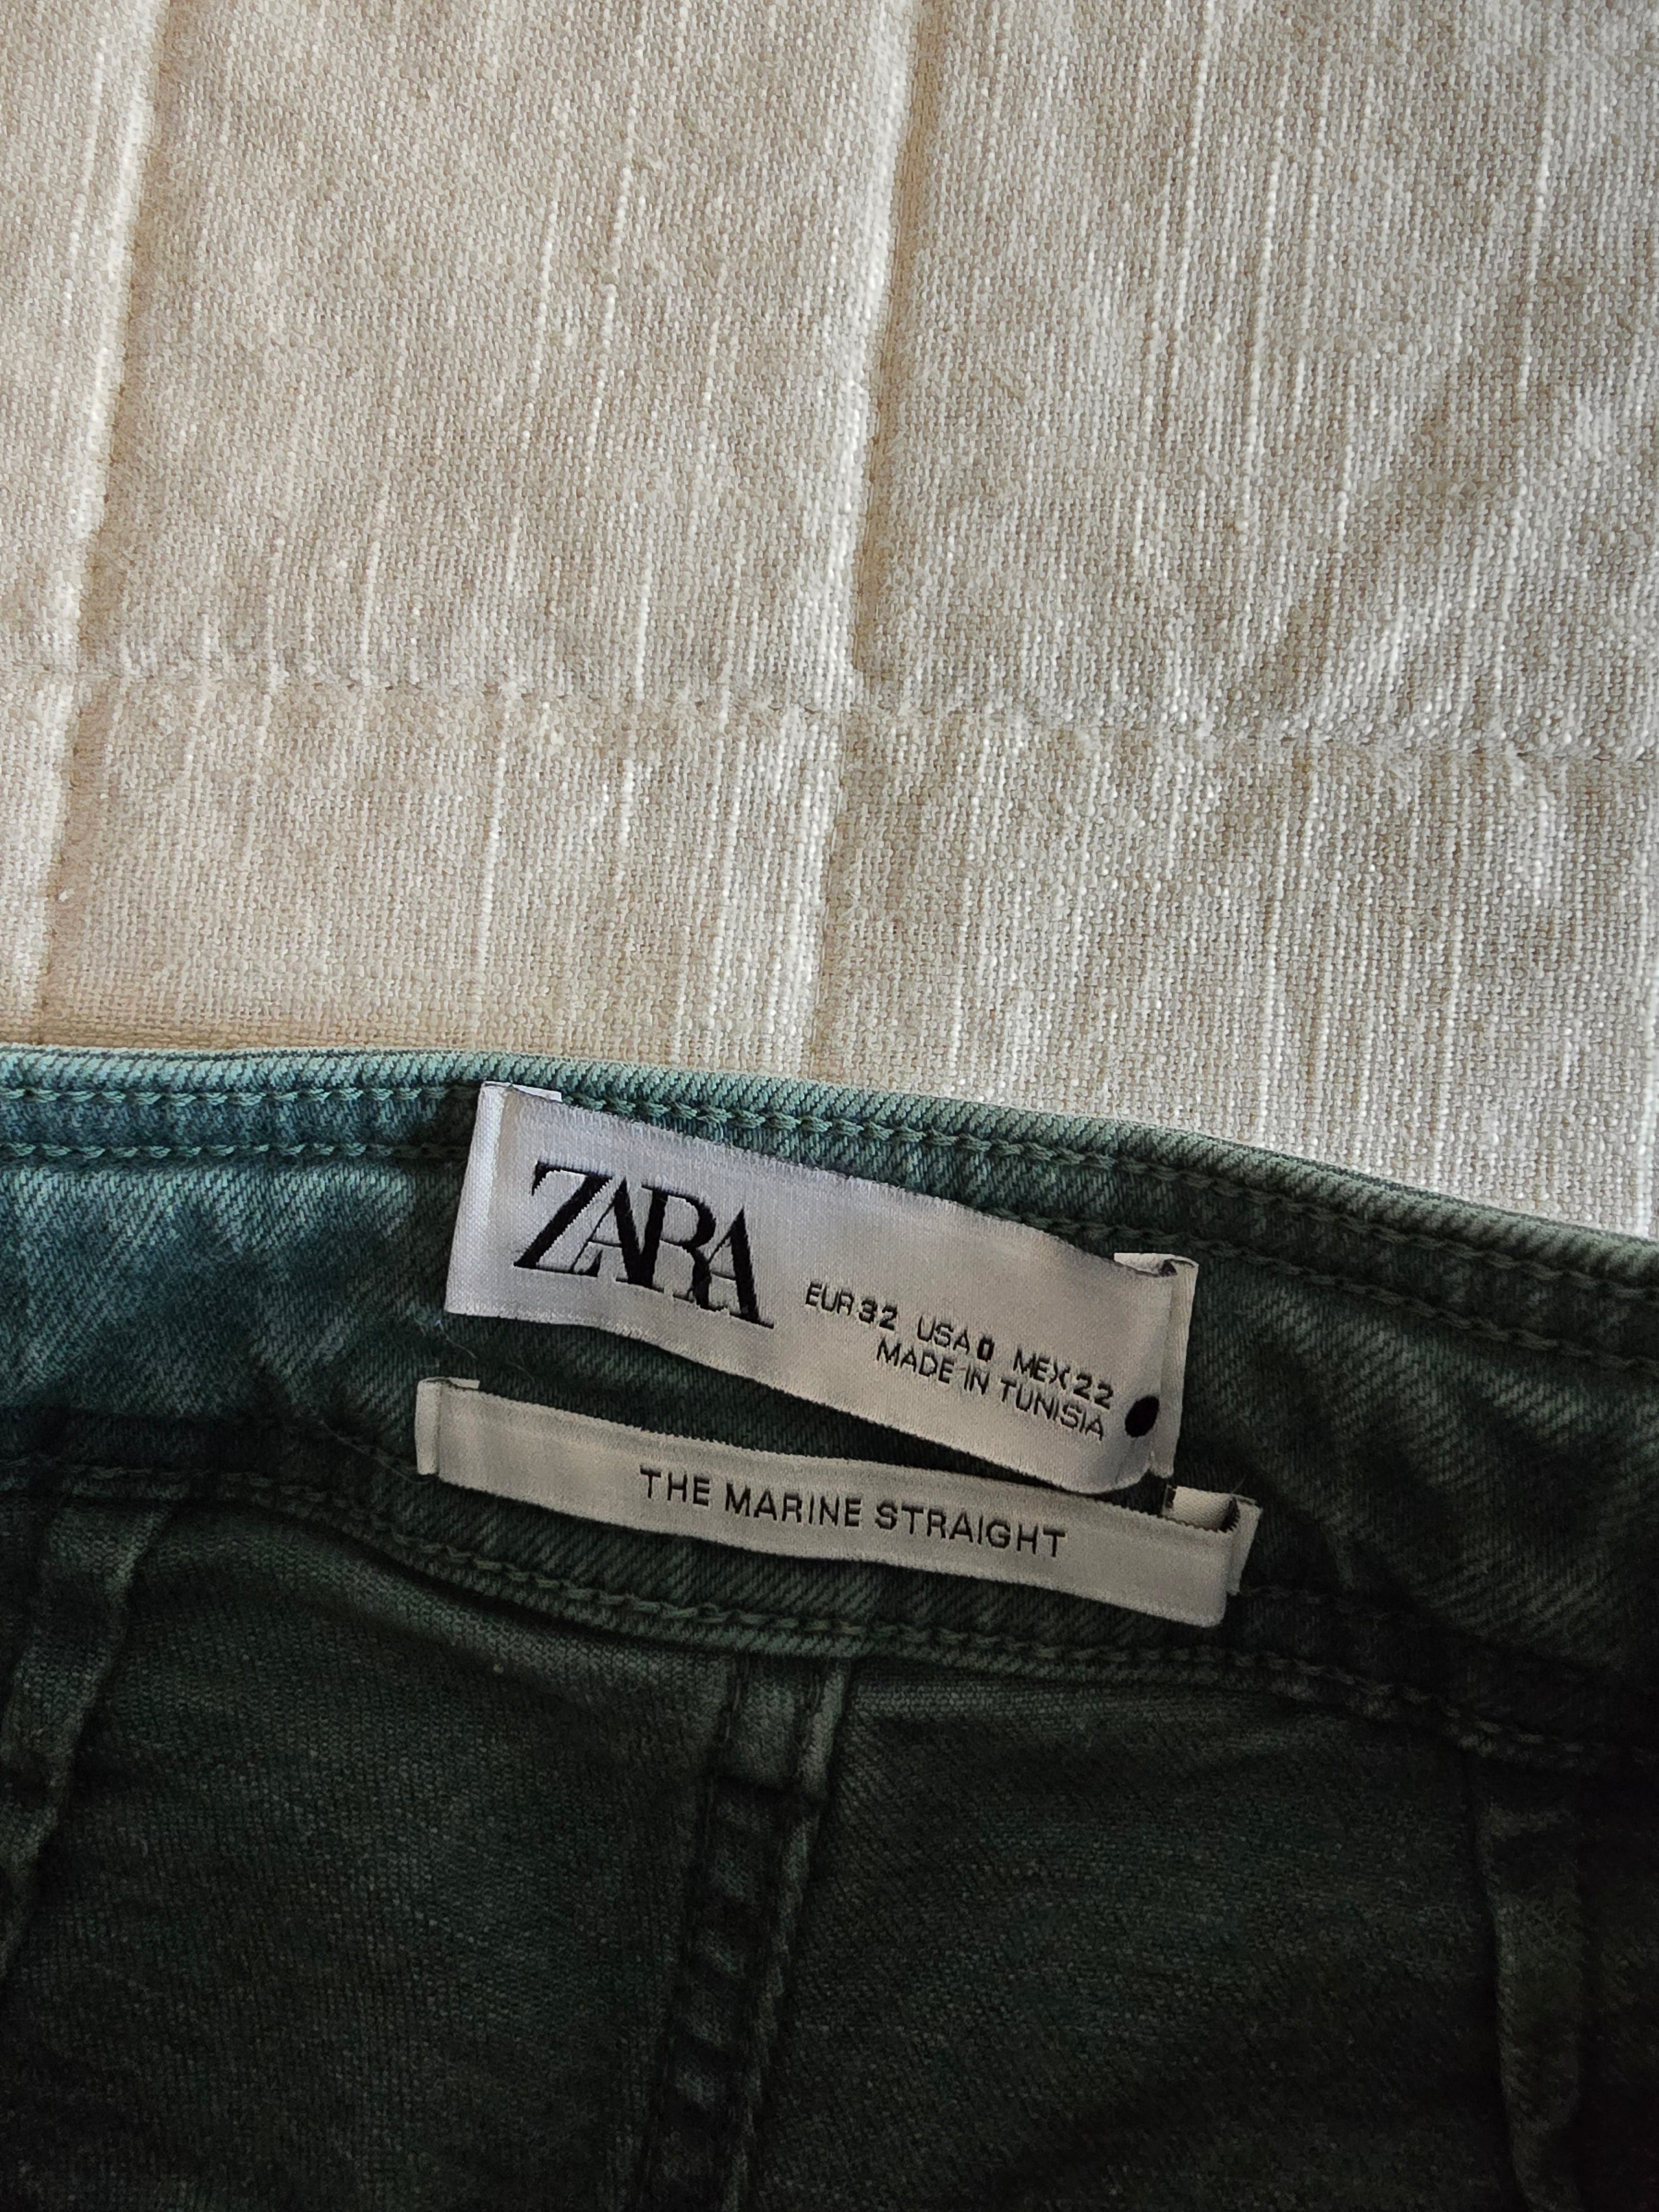 ZARA
EUR 32 USA 0 MEX 22
MADE IN TUNISIA
THE MARINE STRAIGHT